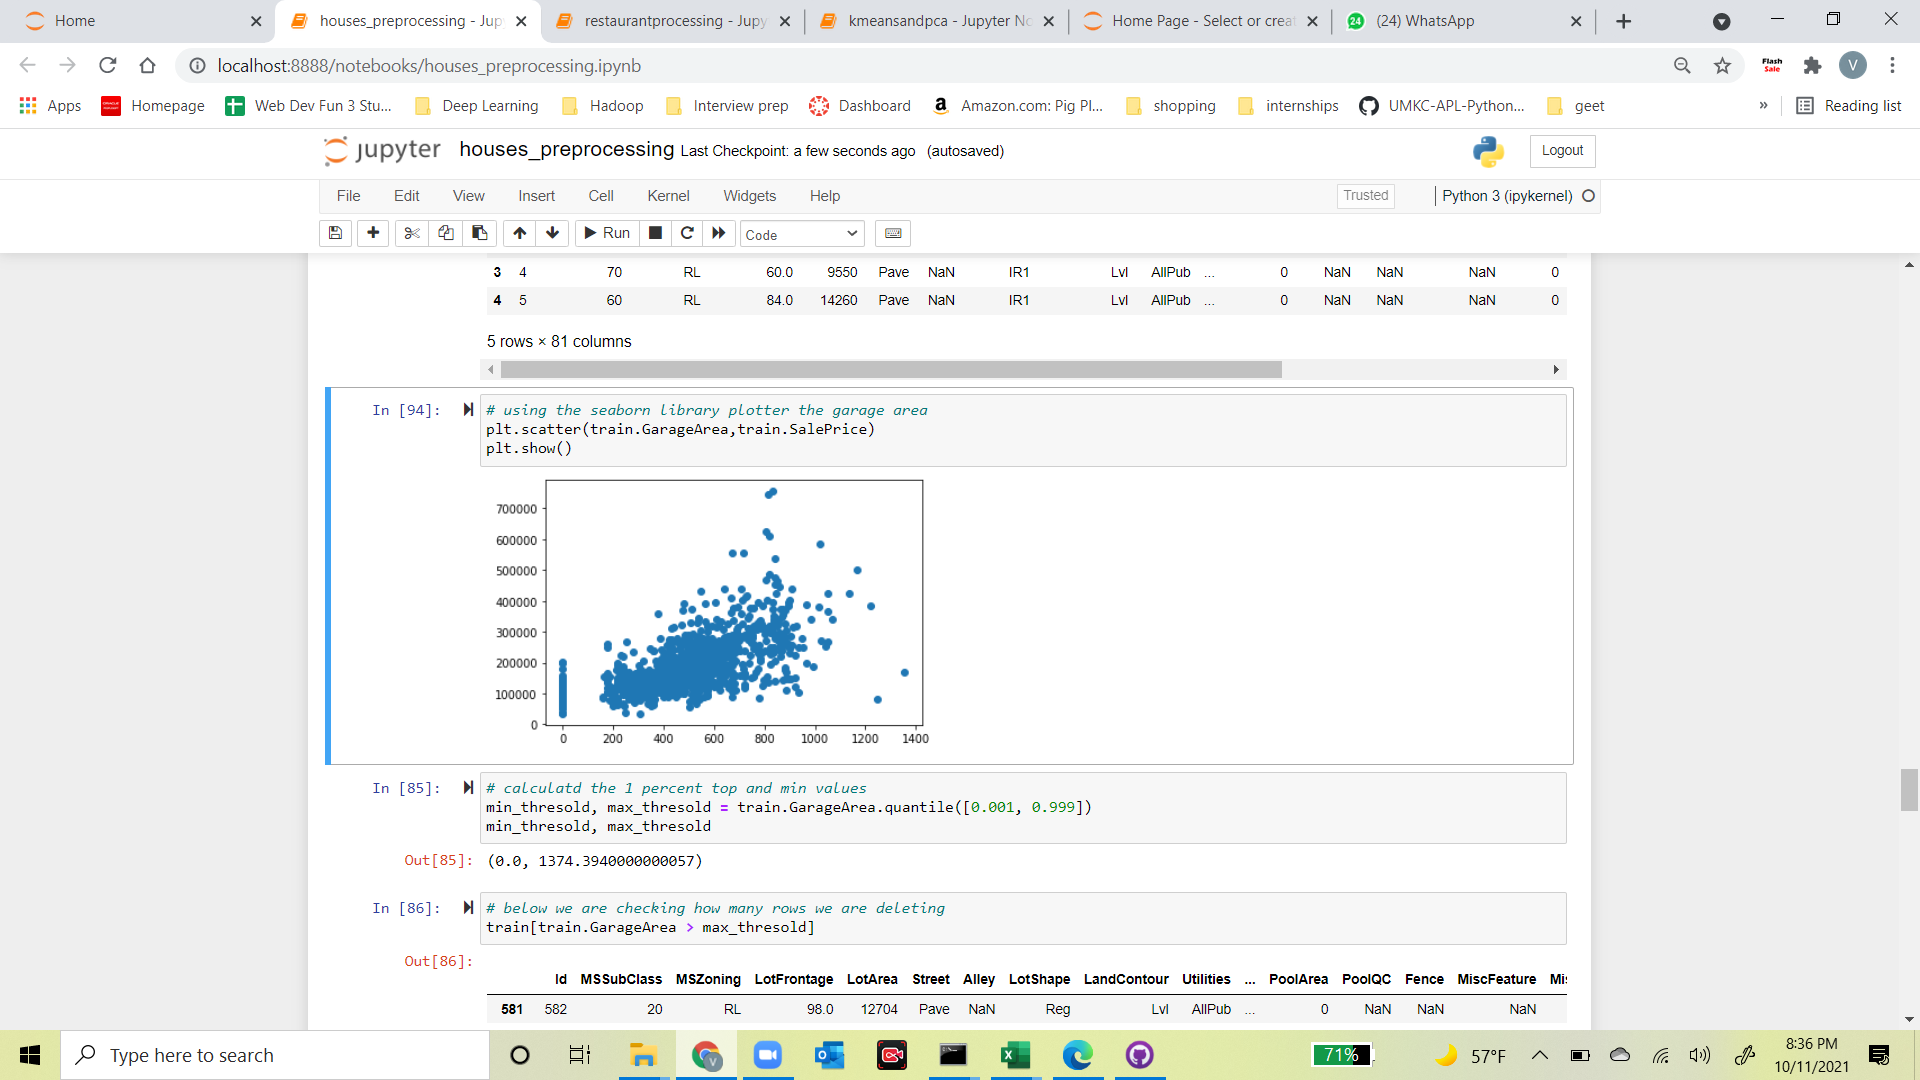 Home
houses_preprocessing - Jup
restaurantprocessing - Jupy
kmeansandpca - Jupyter No
Home Page - Select or creat
24
(24) WhatsApp
localhost:8888/notebooks/houses_preprocessing.ipynb
Flash Sale
V
Apps
Homepage
Web Dev Fun 3 Stu...
Deep Learning
Hadoop
Interview prep
Dashboard
Amazon.com: Pig Pl...
shopping
internships
UMKC-APL-Python...
geet
»
Reading list
jupyter
houses_preprocessing Last Checkpoint: a few seconds ago (autosaved)
Logout
File Edit View Insert Cell Kernel Widgets Help
Trusted
Python 3 (ipykernel)
Run
Code
3 4 70 RL 60.0 9550 Pave NaN IR1 Lvl AllPub ... 0 NaN NaN NaN 0
4 5 60 RL 84.0 14260 Pave NaN IR1 Lvl AllPub ... 0 NaN NaN NaN 0
5 rows × 81 columns
In [94]:
# using the seaborn library plotter the garage area
plt.scatter(train.GarageArea,train.SalePrice)
plt.show()
700000
600000
500000
400000
300000
200000
100000
0
0 200 400 600 800 1000 1200 1400
In [85]:
# calculatd the 1 percent top and min values
min_thresold, max_thresold = train.GarageArea.quantile([0.001, 0.999])
min_thresold, max_thresold
Out[85]: (0.0, 1374.3940000000057)
In [86]:
# below we are checking how many rows we are deleting
train[train.GarageArea > max_thresold]
Out[86]:
Id MSSubClass MSZoning LotFrontage LotArea Street Alley LotShape LandContour Utilities ... PoolArea PoolQC Fence MiscFeature Mi
581 582 20 RL 98.0 12704 Pave NaN Reg Lvl AllPub ... 0 NaN NaN NaN
Type here to search
71%
57°F
8:36 PM
10/11/2021